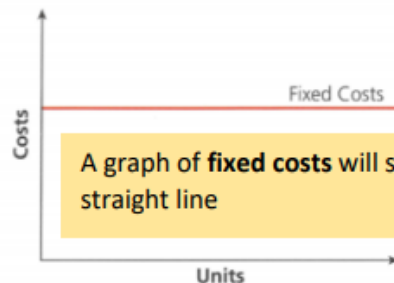 Fixed Costs
Costs
A graph of **fixed costs** will
straight line
Units